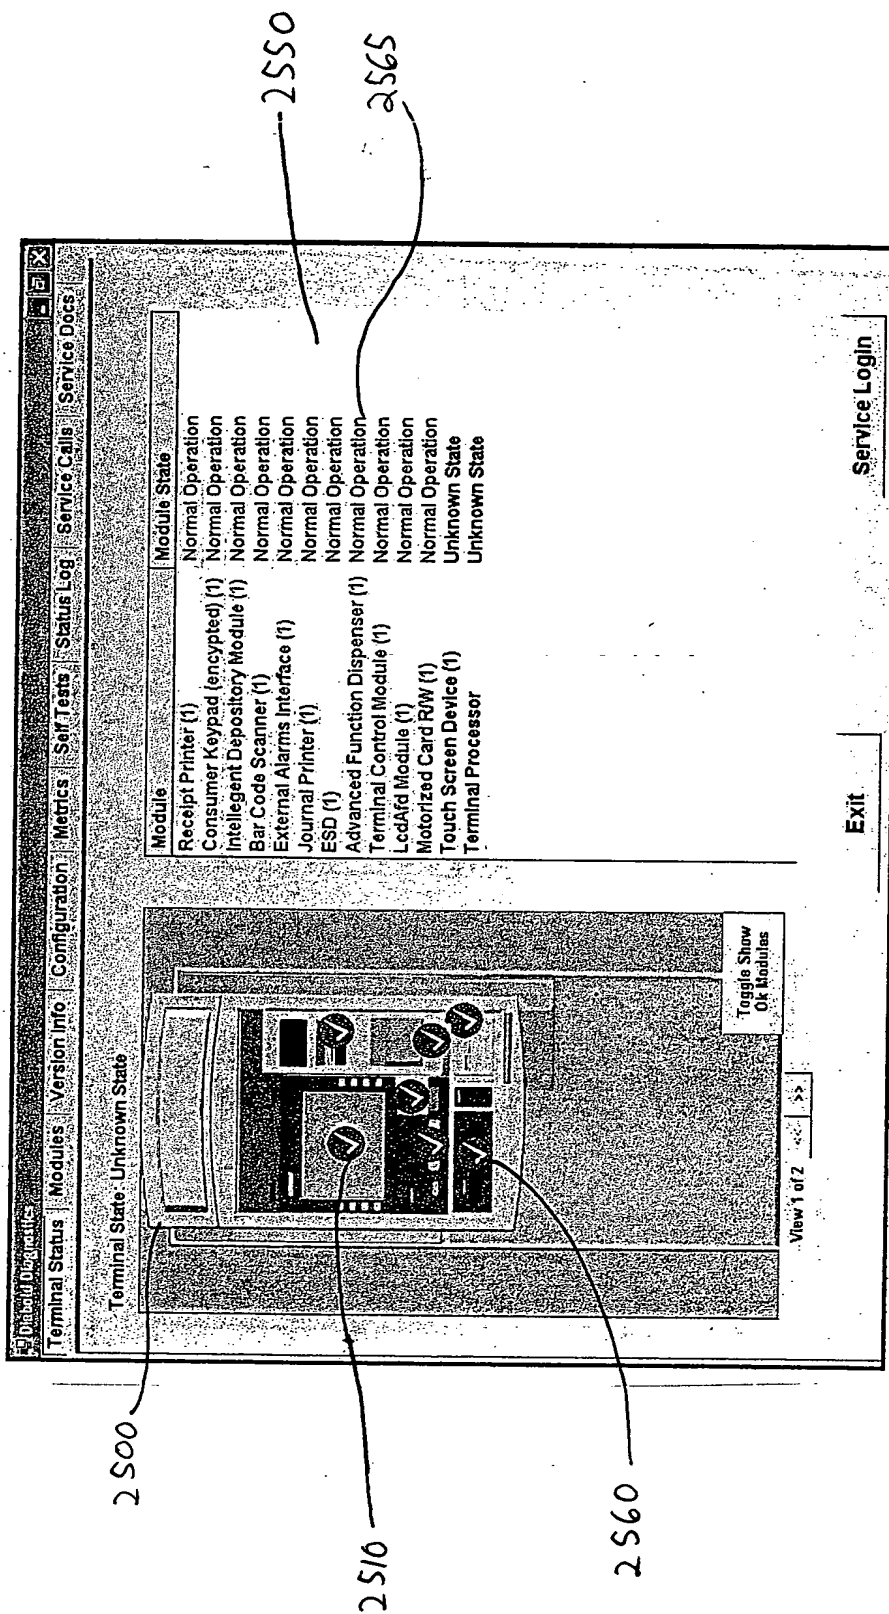 Terminal Status Modules Version Info Configuration Metrics Self Tests Status Log Service Calls Service Docs
Terminal State: Unknown State
Module Module State
Receipt Printer (1) Normal Operation
Consumer Keypad (encypted) (1) Normal Operation
Intellegent Depository Module (1) Normal Operation
Bar Code Scanner (1) Normal Operation
External Alarms Interface (1) Normal Operation
Journal Printer (1) Normal Operation
ESD (1) Normal Operation
Advanced Function Dispenser (1) Normal Operation
Terminal Control Module (1) Normal Operation
LcdAfd Module (1) Normal Operation
Motorized Card R/W (1) Normal Operation
Touch Screen Device (1) Unknown State
Terminal Processor Unknown State
Toggle Show
Ok Modules
View 1 of 2 << >>
Exit
Service Login
2500
2510
2560
2550
2565